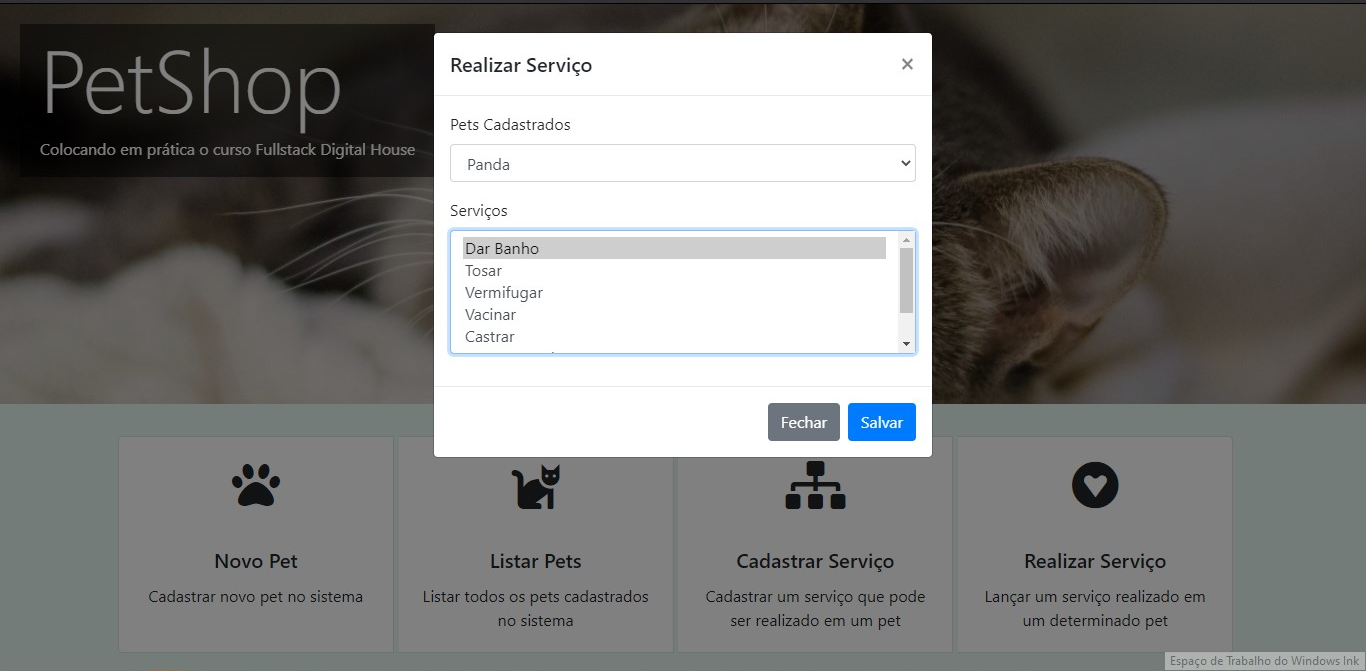 PetShop
Colocando em prática o curso Fullstack Digital House
Realizar Serviço
×
Pets Cadastrados
Panda
Serviços
Dar Banho
Tosar
Vermifugar
Vacinar
Castrar
Fechar
Salvar
Novo Pet
Cadastrar novo pet no sistema
Listar Pets
Listar todos os pets cadastrados
no sistema
Cadastrar Serviço
Cadastrar um serviço que pode
ser realizado em um pet
Realizar Serviço
Lançar um serviço realizado em
um determinado pet
Espaço de Trabalho do Windows Ink